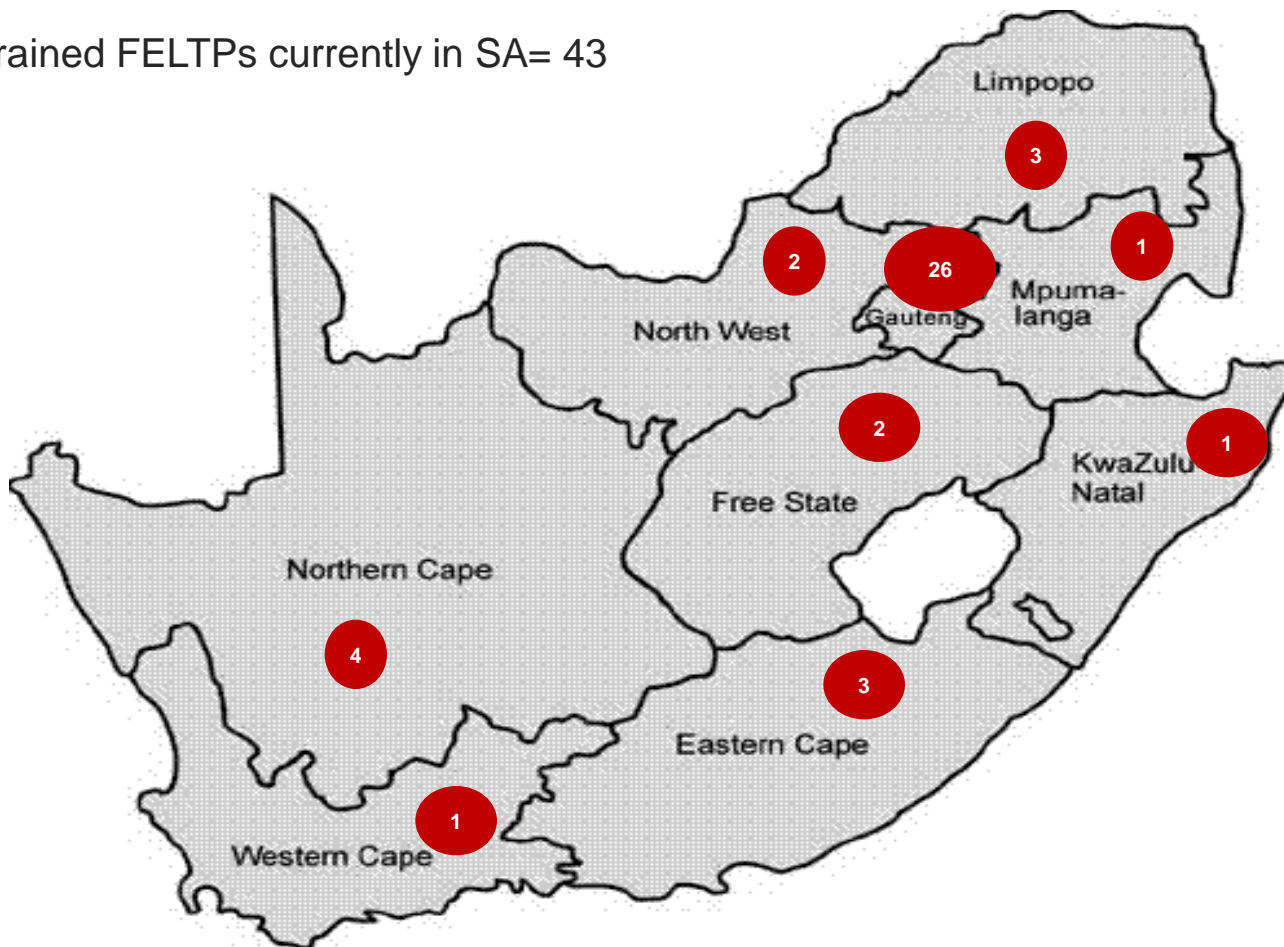 rained FELTPs currently in SA= 43
Limpopo
3
2
26
1
Mpuma-
langa
Gauteng
North West
2
1
KwaZulu
Natal
Free State
Northern Cape
4
3
Eastern Cape
1
Western Cape